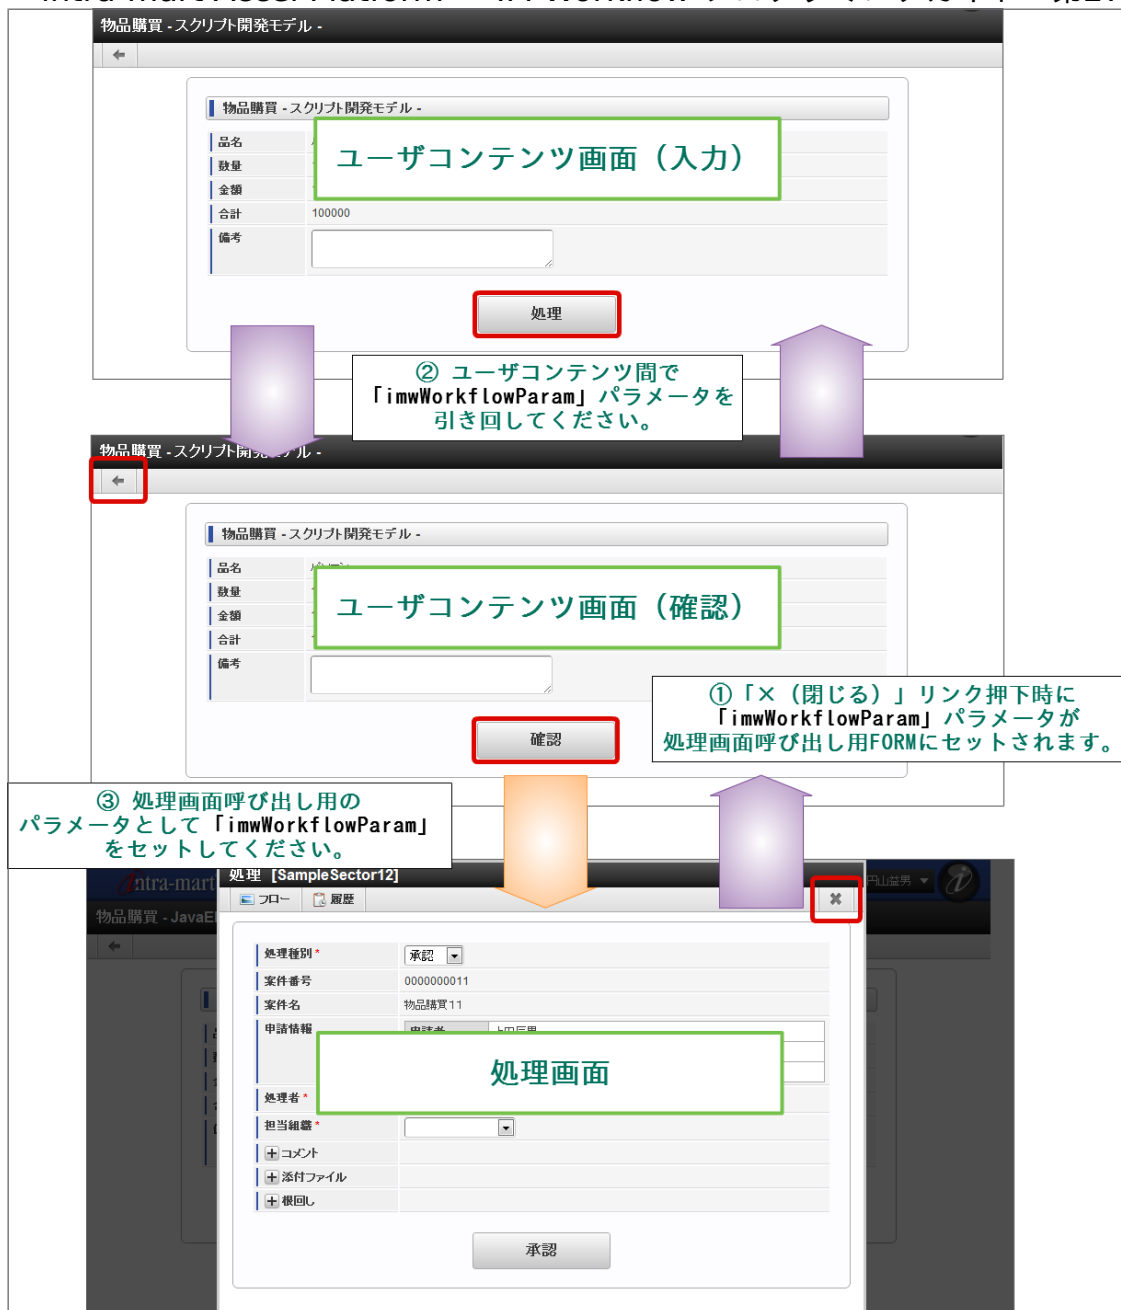 物品購買 - スクリプト開発モデル -
物品購買 - スクリプト開発モデル -
品名
ユーザコンテンツ画面（入力）
数量
金額
合計 100000
備考
処理
② ユーザコンテンツ間で
「imwWorkflowParam」パラメータを
引き回してください。
物品購買 - スクリプト開発モデル -
物品購買 - スクリプト開発モデル -
品名
ユーザコンテンツ画面（確認）
数量
金額
合計
備考
①「×（閉じる）」リンク押下時に
「imwWorkflowParam」パラメータが
処理画面呼び出し用FORMにセットされます。
確認
③ 処理画面呼び出し用の
パラメータとして「imwWorkflowParam」
をセットしてください。
処理 [SampleSector12]
intra-mart
円山益男
フロー 履歴
物品購買 - JavaE
処理種別* 承認
案件番号 0000000011
案件名 物品購買11
申請情報
処理画面
処理者*
担当組織*
コメント
添付ファイル
根回し
承認